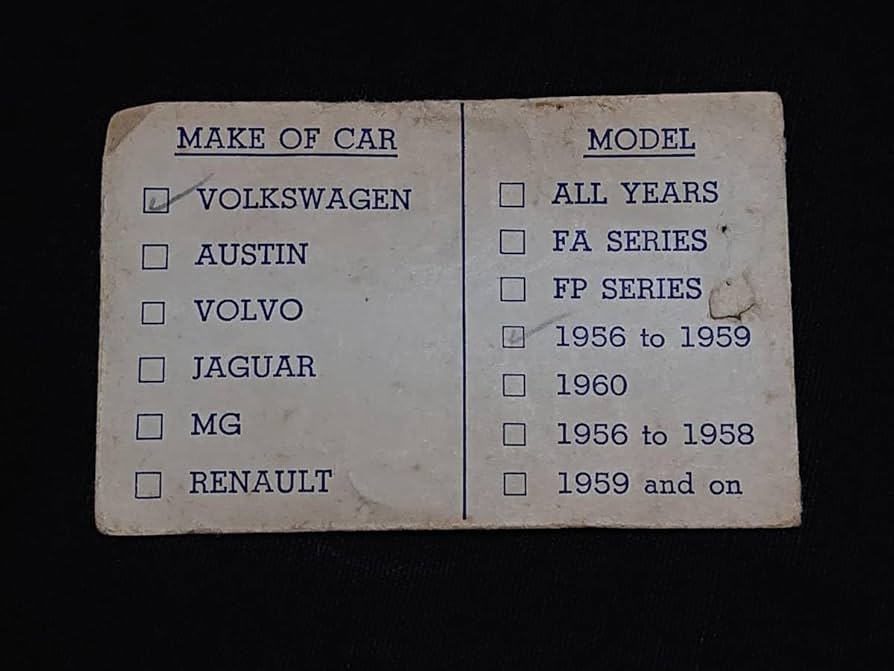 MAKE OF CAR
VOLKSWAGEN
AUSTIN
VOLVO
JAGUAR
MG
RENAULT
MODEL
ALL YEARS
FA SERIES
FP SERIES
1956 to 1959
1960
1956 to 1958
1959 and on